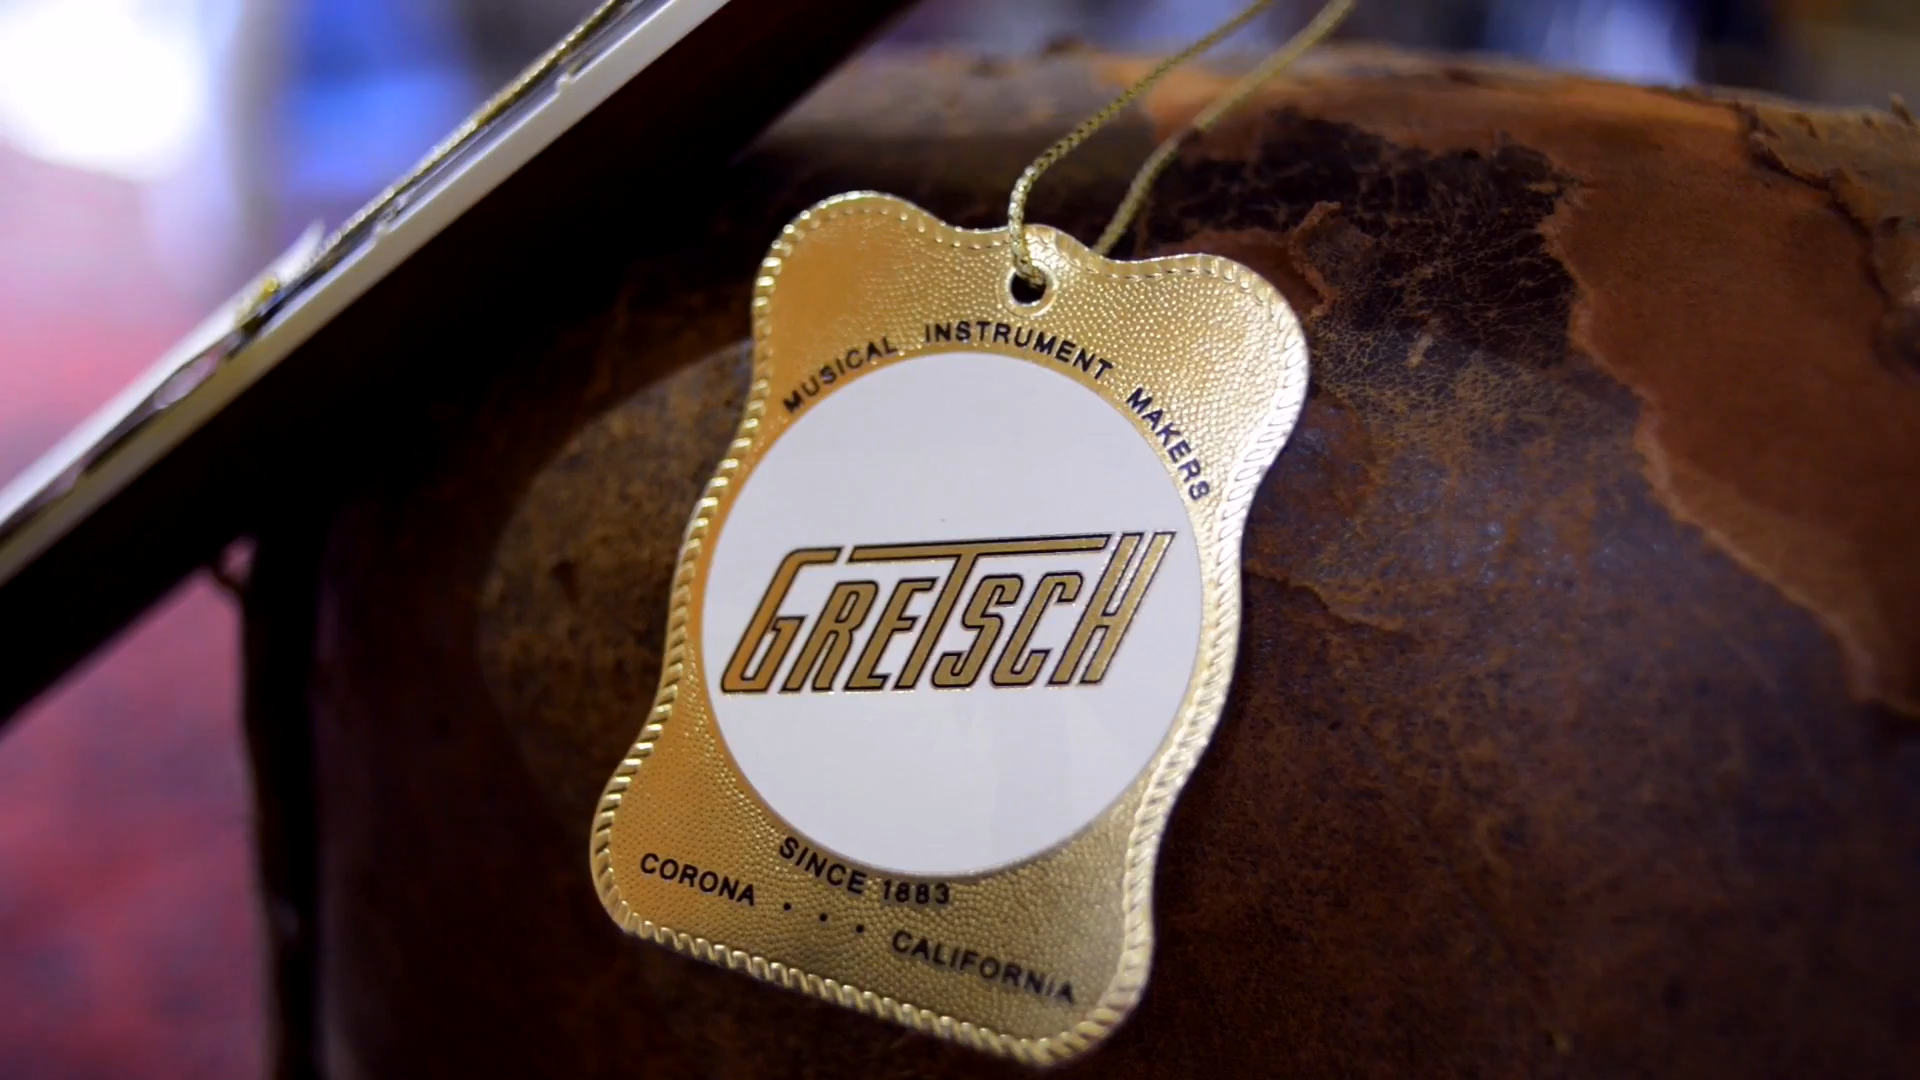 MUSICAL INSTRUMENT MAKERS
GRETSCH
SINCE 1883
CORONA . . . CALIFORNIA